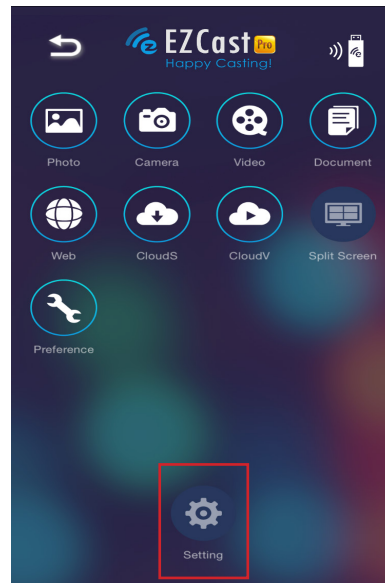 EZCast Pro
Happy Casting!
Photo
Camera
Video
Document
Web
CloudS
CloudV
Split Screen
Preference
Setting